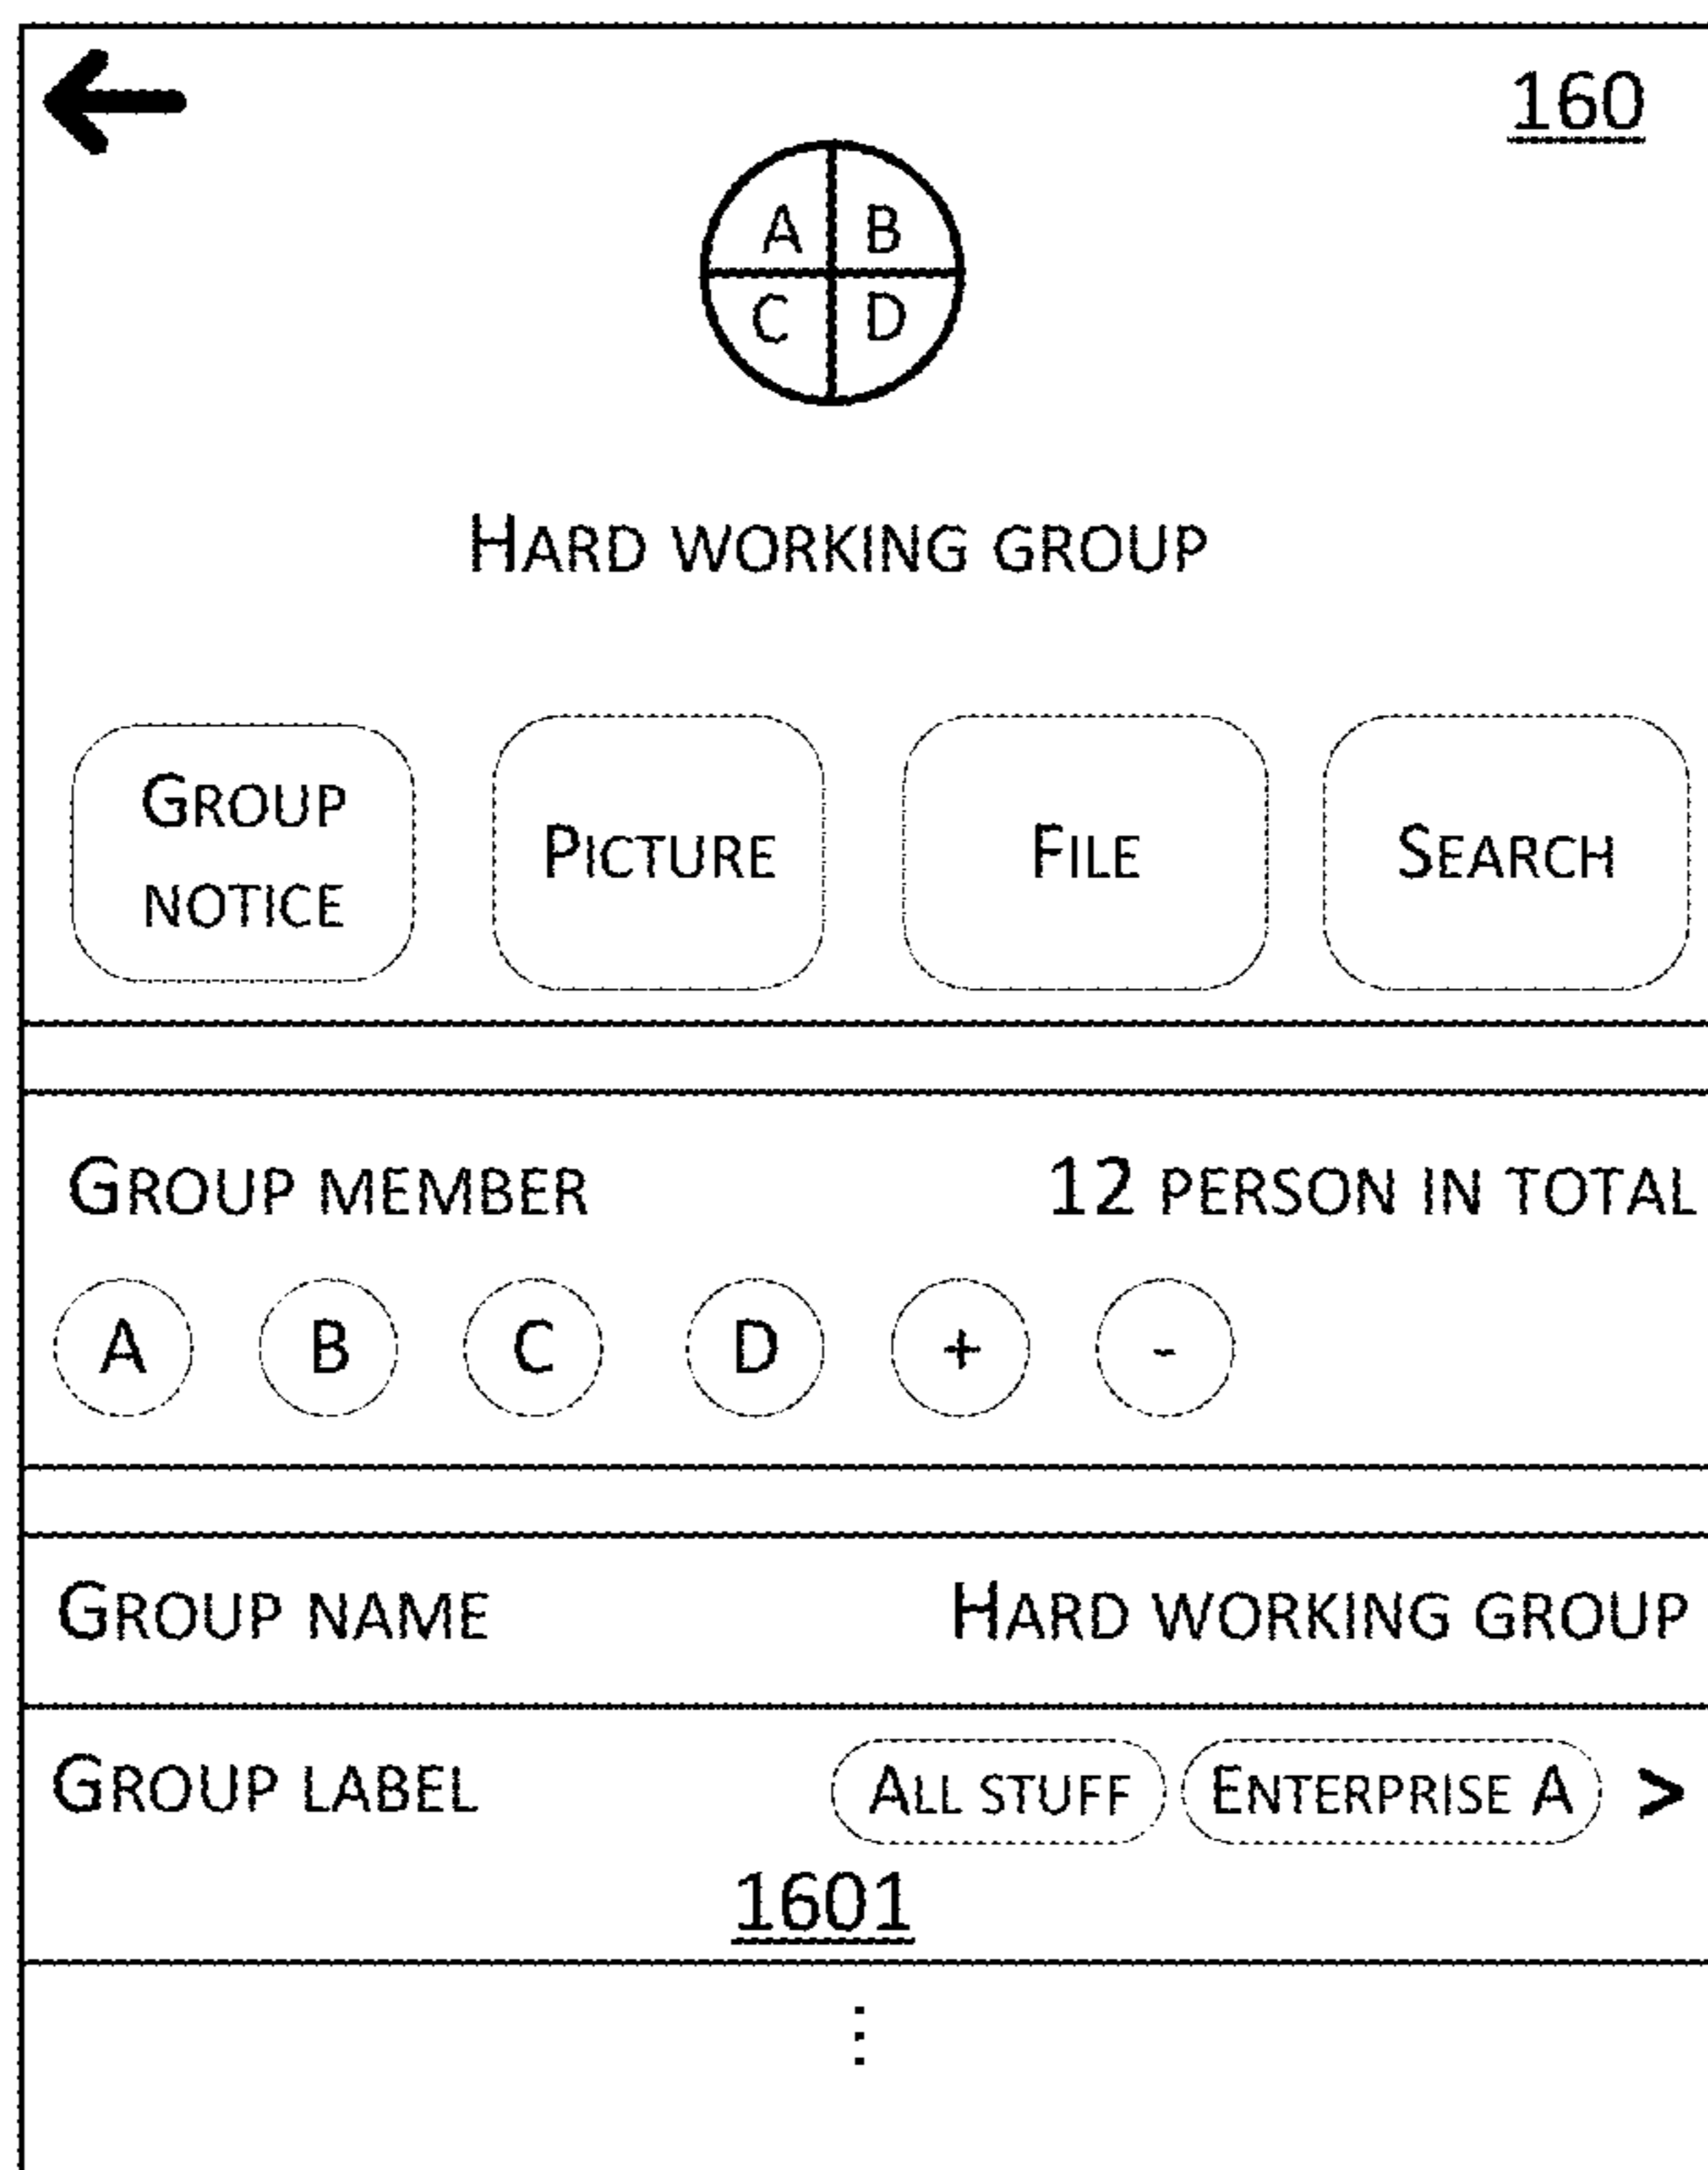 160
A B
C D
HARD WORKING GROUP
GROUP
NOTICE
PICTURE
FILE
SEARCH
GROUP MEMBER 12 PERSON IN TOTAL
A B C D + -
GROUP NAME HARD WORKING GROUP
GROUP LABEL ALL STUFF ENTERPRISE A >
1601
⋮